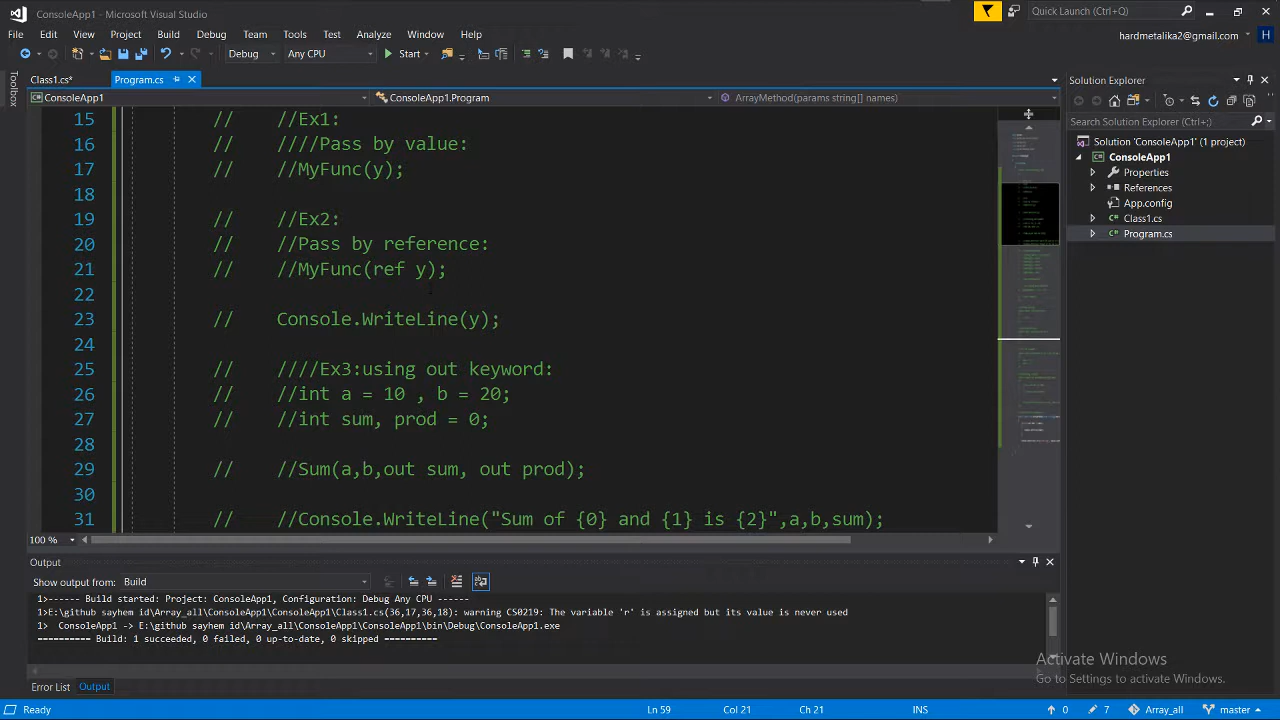 ConsoleApp1 - Microsoft Visual Studio
Quick Launch (Ctrl+Q)
File Edit View Project Build Debug Team Tools Test Analyze Window Help
hardmetalika2@gmail.com H
Debug Any CPU Start
Toolbox
Class1.cs* Program.cs
ConsoleApp1 ConsoleApp1.Program ArrayMethod(params string[] names)
15 // //Ex1:
16 // ////Pass by value:
17 // //MyFunc(y);
18
19 // //Ex2:
20 // //Pass by reference:
21 // //MyFunc(ref y);
22
23 // Console.WriteLine(y);
24
25 // ////Ex3:using out keyword:
26 // //int a = 10 , b = 20;
27 // //int sum, prod = 0;
28
29 // //Sum(a,b,out sum, out prod);
30
31 // //Console.WriteLine("Sum of {0} and {1} is {2}",a,b,sum);
100 %
Solution Explorer
Search Solution Explorer (Ctrl+;)
Solution 'ConsoleApp1' (1 project)
ConsoleApp1
Properties
References
App.config
Class1.cs
Program.cs
Output
Show output from: Build
1>------ Build started: Project: ConsoleApp1, Configuration: Debug Any CPU ------
1>E:\github sayhem id\Array_all\ConsoleApp1\ConsoleApp1\Class1.cs(36,17,36,18): warning CS0219: The variable 'r' is assigned but its value is never used
1> ConsoleApp1 -> E:\github sayhem id\Array_all\ConsoleApp1\ConsoleApp1\bin\Debug\ConsoleApp1.exe
========== Build: 1 succeeded, 0 failed, 0 up-to-date, 0 skipped ==========
Activate Windows
Go to Settings to activate Windows.
Error List Output
Ready Ln 59 Col 21 Ch 21 INS 0 7 Array_all master